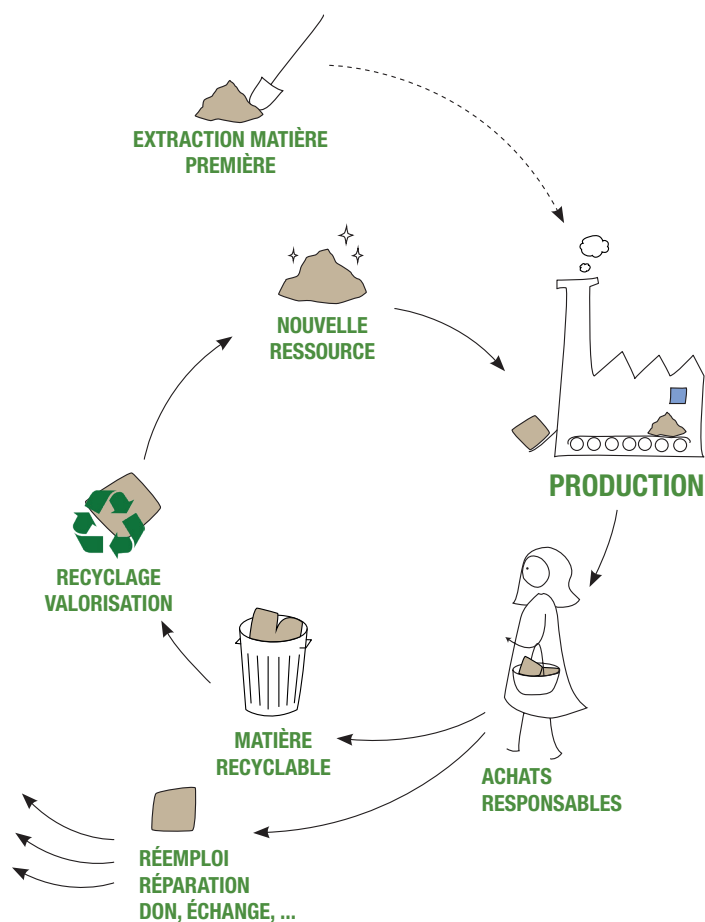 EXTRACTION MATIÈRE
PREMIÈRE
NOUVELLE
RESSOURCE
PRODUCTION
RECYCLAGE
VALORISATION
MATIÈRE
RECYCLABLE
ACHATS
RESPONSABLES
RÉEMPLOI
RÉPARATION
DON, ÉCHANGE, ...